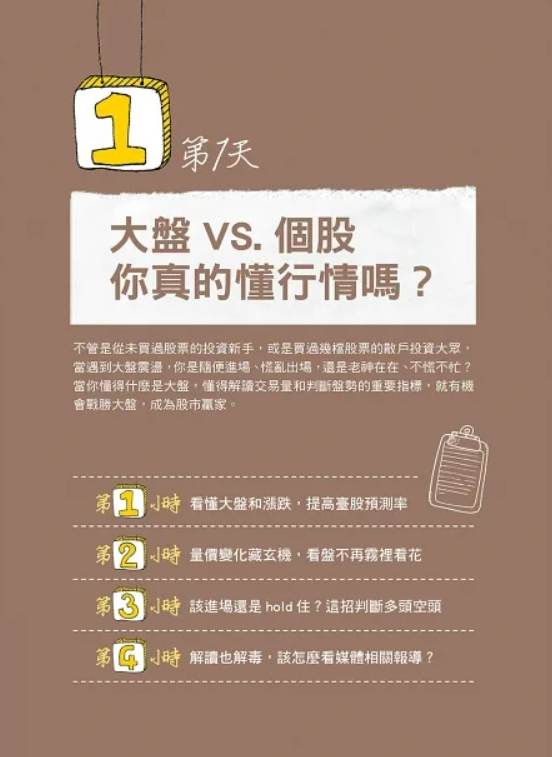 1
第1天
大盤 VS. 個股
你真的懂行情嗎？
不管是從未買過股票的投資新手，或是買過幾檔股票的散戶投資大眾，
當遇到大盤震盪，你是隨便進場、慌亂出場，還是老神在在、不慌不忙？
當你懂得什麼是大盤，懂得解讀交易量和判斷盤勢的重要指標，就有機
會戰勝大盤，成為股市贏家。
第1小時 看懂大盤和漲跌，提高臺股預測率
第2小時 量價變化藏玄機，看盤不再霧裡看花
第3小時 該進場還是 hold 住？這招判斷多頭空頭
第4小時 解讀也解毒，該怎麼看媒體相關報導？